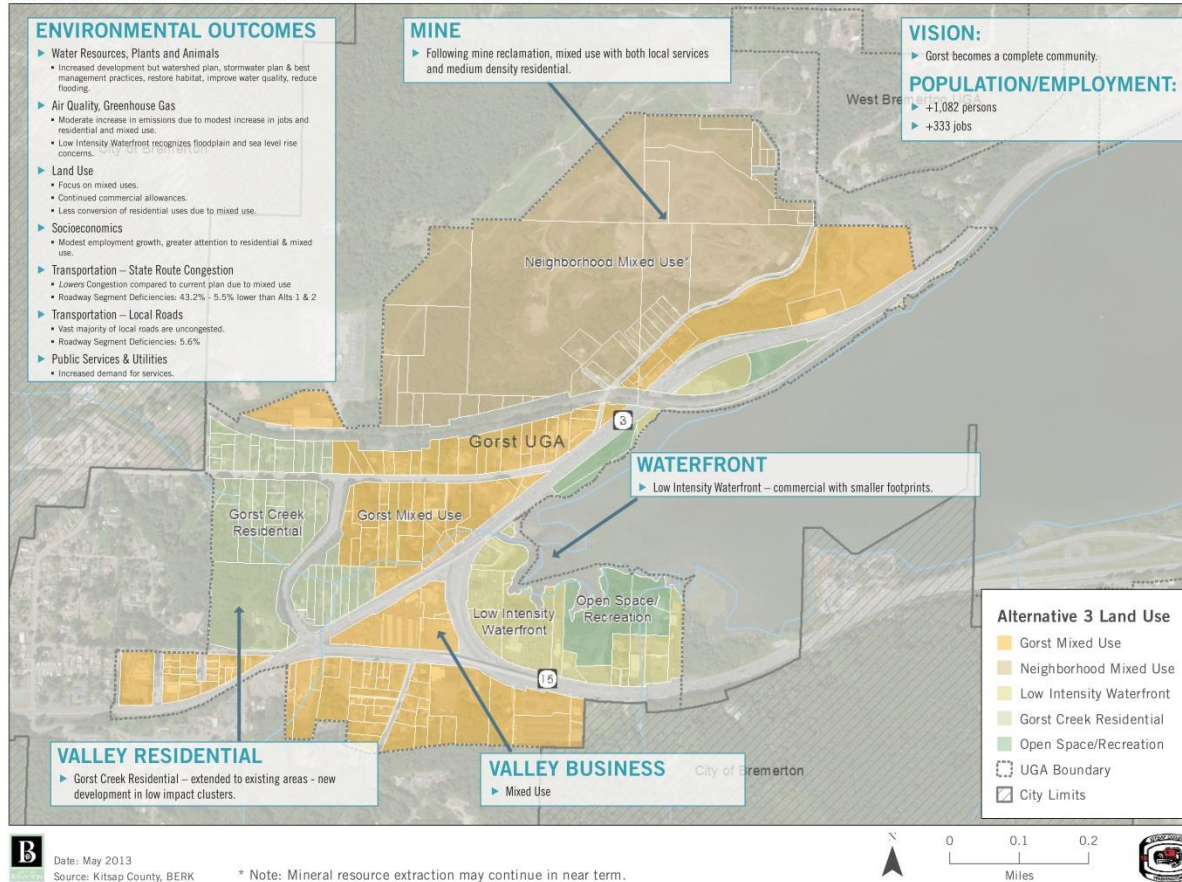 ENVIRONMENTAL OUTCOMES
▶ Water Resources, Plants and Animals
▪ Increased development but watershed plan, stormwater plan & best
management practices, restore habitat, improve water quality, reduce
flooding.
▶ Air Quality, Greenhouse Gas
▪ Moderate increase in emissions due to modest increase in jobs and
residential and mixed use.
▪ Low Intensity Waterfront recognizes floodplain and sea level rise
concerns.
City of Bremerton
▶ Land Use
▪ Focus on mixed uses.
▪ Continued commercial allowances.
▪ Less conversion of residential uses due to mixed use.
▶ Socioeconomics
▪ Modest employment growth, greater attention to residential & mixed
use.
▶ Transportation – State Route Congestion
▪ Lowers Congestion compared to current plan due to mixed use
▪ Roadway Segment Deficiencies: 43.2% - 5.5% lower than Alts 1 & 2
▶ Transportation – Local Roads
▪ Vast majority of local roads are uncongested.
▪ Roadway Segment Deficiencies: 5.6%
▶ Public Services & Utilities
▪ Increased demand for services.
MINE
▶ Following mine reclamation, mixed use with both local services
and medium density residential.
VISION:
▶ Gorst becomes a complete community.
POPULATION/EMPLOYMENT:
▶ +1,082 persons
▶ +333 jobs
West Bremerton UGA
Neighborhood Mixed Use*
3
Gorst UGA
WATERFRONT
▶ Low Intensity Waterfront – commercial with smaller footprints.
Gorst Creek
Residential
Gorst Mixed Use
Low Intensity
Waterfront
Open Space/
Recreation
16
VALLEY RESIDENTIAL
▶ Gorst Creek Residential – extended to existing areas - new
development in low impact clusters.
VALLEY BUSINESS
▶ Mixed Use
City of Bremerton
Alternative 3 Land Use
Gorst Mixed Use
Neighborhood Mixed Use
Low Intensity Waterfront
Gorst Creek Residential
Open Space/Recreation
UGA Boundary
City Limits
B
Date: May 2013
Source: Kitsap County, BERK
* Note: Mineral resource extraction may continue in near term.
N
0 0.1 0.2
Miles